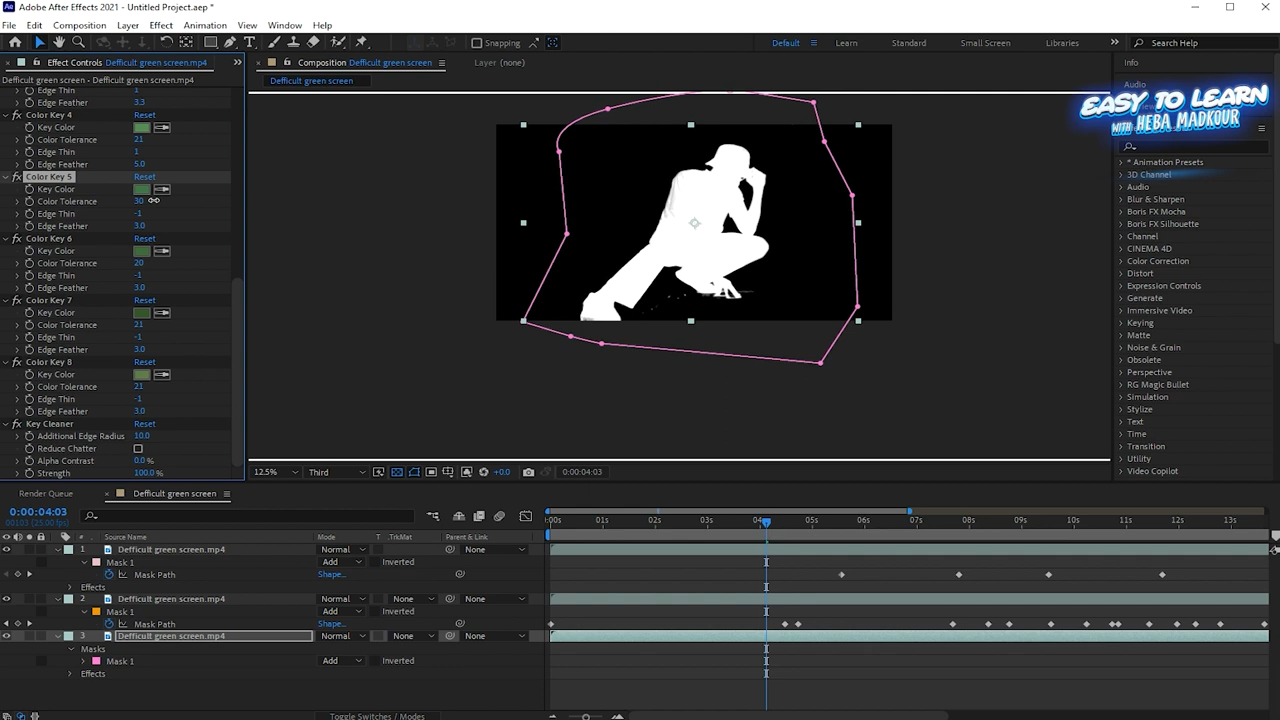 Adobe After Effects 2021 - Untitled Project.aep *
File Edit Composition Layer Effect Animation View Window Help
Snapping Default Learn Standard Small Screen Libraries Search Help
Effect Controls Defficult green screen.mp4
Composition Defficult green screen
Layer (none)
Info
Defficult green screen • Defficult green screen.mp4
Defficult green screen
Audio
EASY TO LEARN
WITH HEBA MADKOUR
Edge Thin 1
Edge Feather 3.3
Color Key 4 Reset
Key Color
Color Tolerance 21
Edge Thin 1
Edge Feather 5.0
Color Key 5 Reset
Key Color
Color Tolerance 30
Edge Thin -1
Edge Feather 3.0
Color Key 6 Reset
Key Color
Color Tolerance 20
Edge Thin -1
Edge Feather 3.0
Color Key 7 Reset
Key Color
Color Tolerance 21
Edge Thin -1
Edge Feather 3.0
Color Key 8 Reset
Key Color
Color Tolerance 21
Edge Thin -1
Edge Feather 3.0
Key Cleaner Reset
Additional Edge Radius 10.0
Reduce Chatter
Alpha Contrast 0.0 %
Strength 100.0 %
* Animation Presets
3D Channel
Audio
Blur & Sharpen
Boris FX Mocha
Boris FX Silhouette
Channel
CINEMA 4D
Color Correction
Distort
Expression Controls
Generate
Immersive Video
Keying
Matte
Noise & Grain
Obsolete
Perspective
RG Magic Bullet
Simulation
Stylize
Text
Time
Transition
Utility
Video Copilot
12.5% Third +0.0 0:00:04:03
Render Queue Defficult green screen
0:00:04:03
00103 (25.00 fps)
:00s 01s 02s 03s 04s 05s 06s 07s 08s 09s 10s 11s 12s 13s
# Source Name Mode T .TrkMat Parent & Link
1 Defficult green screen.mp4 Normal None
Mask 1 Add Inverted
Mask Path Shape...
Effects
2 Defficult green screen.mp4 Normal None None
Mask 1 Add Inverted
Mask Path Shape...
3 Defficult green screen.mp4 Normal None None
Masks
Mask 1 Add Inverted
Effects
Toggle Switches / Modes